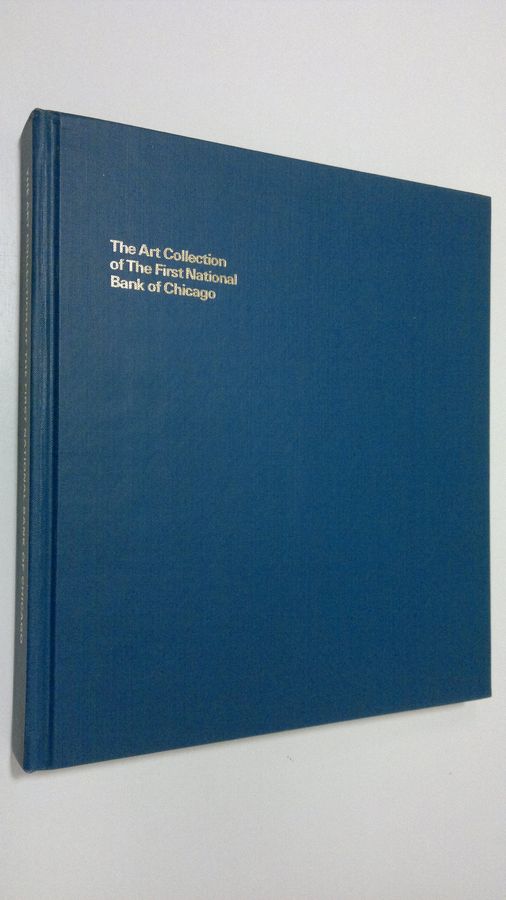 The Art Collection
of The First National
Bank of Chicago
THE ART COLLECTION OF THE FIRST NATIONAL BANK OF CHICAGO